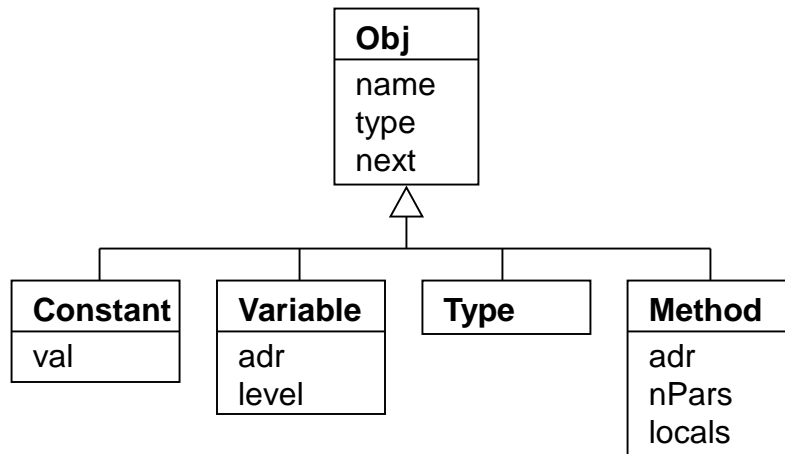 Obj
name
type
next
Constant
val
Variable
adr
level
Type
Method
adr
nPars
locals